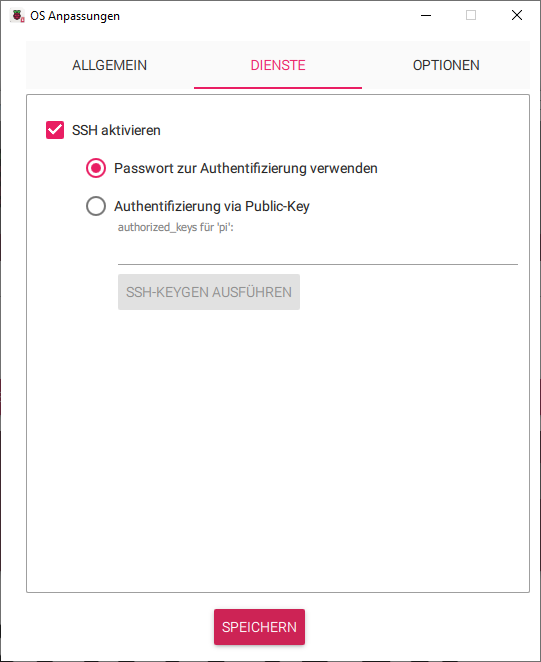 OS Anpassungen
ALLGEMEIN
DIENSTE
OPTIONEN
SSH aktivieren
Passwort zur Authentifizierung verwenden
Authentifizierung via Public-Key
authorized_keys für 'pi':
SSH-KEYGEN AUSFÜHREN
SPEICHERN